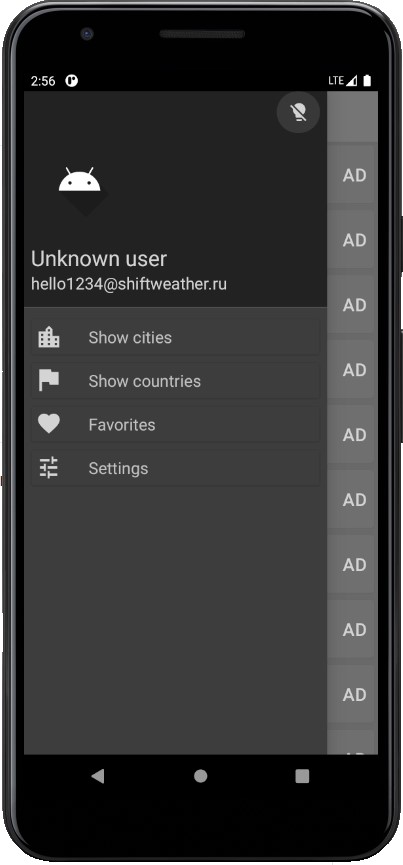 2:56
LTE
Unknown user
hello1234@shiftweather.ru
Show cities
Show countries
Favorites
Settings
AD
AD
AD
AD
AD
AD
AD
AD
AD